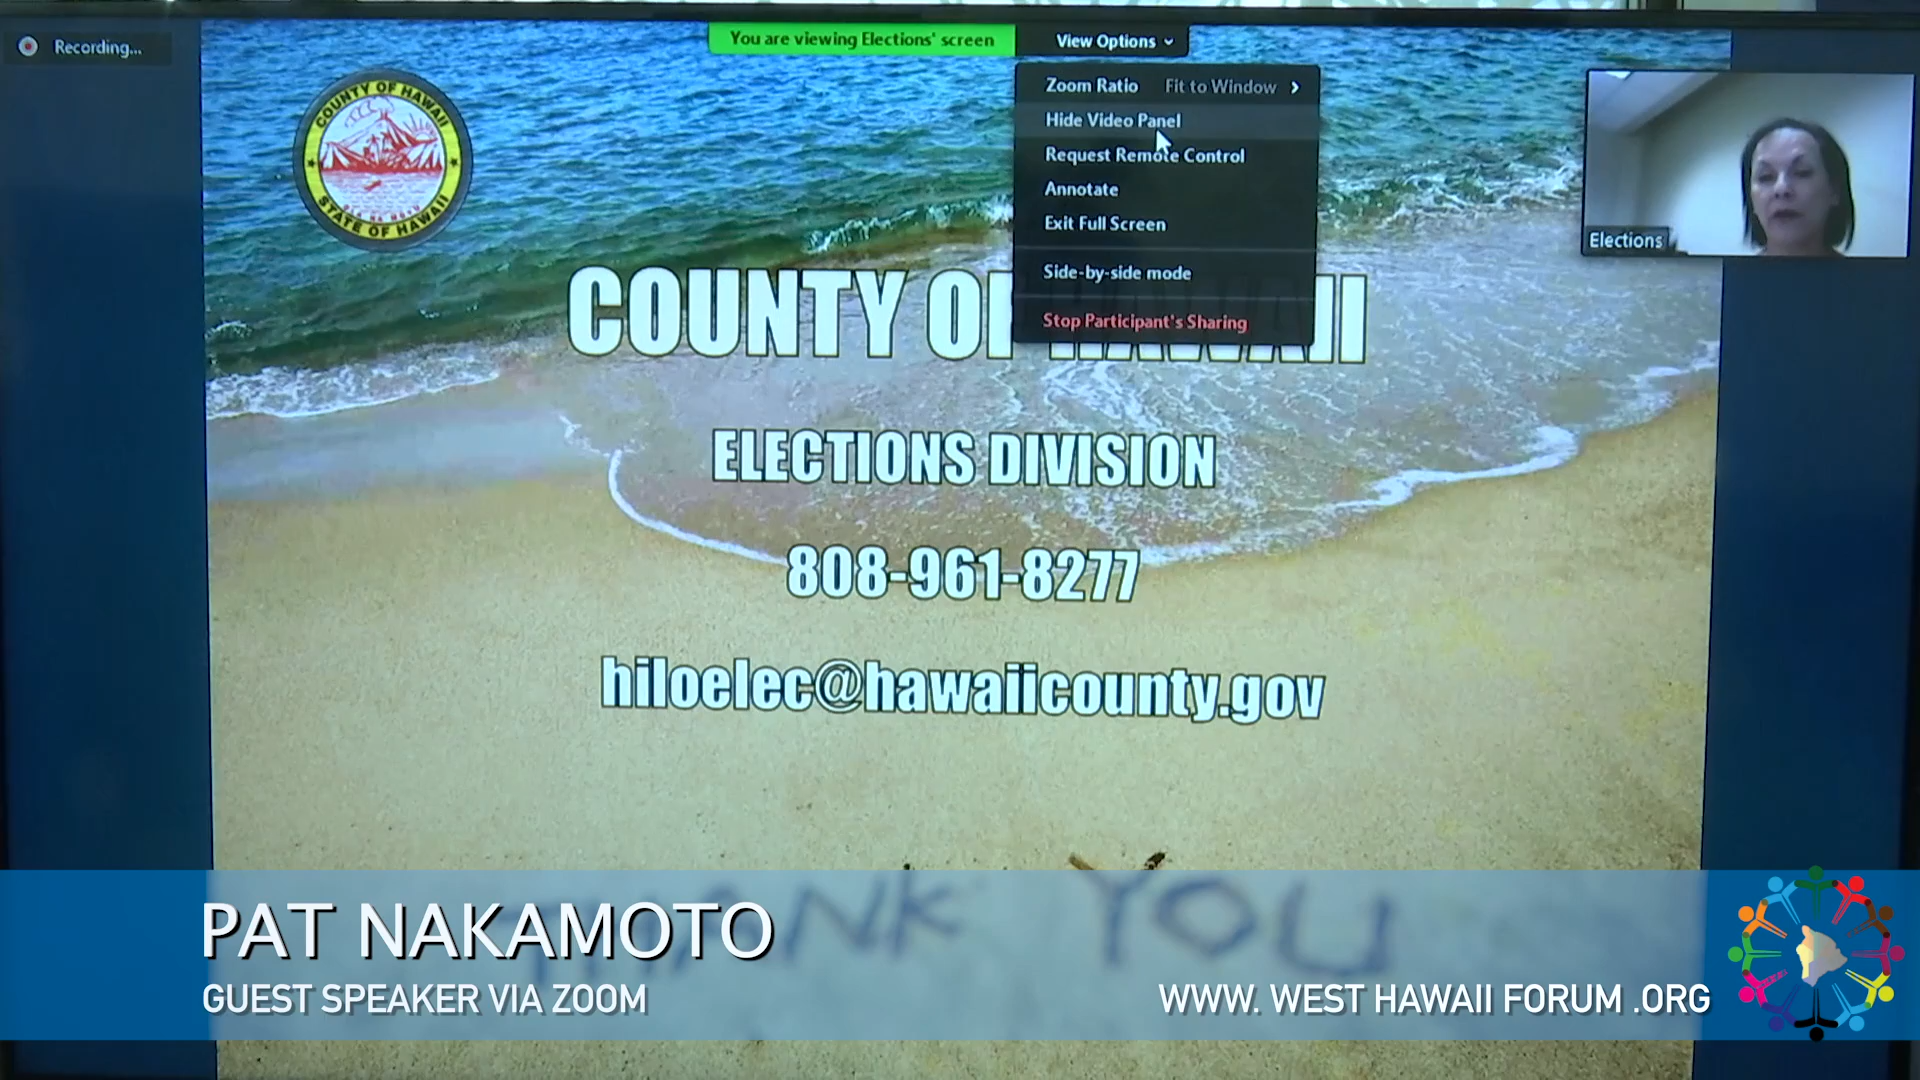 Recording...
You are viewing Elections' screen
View Options
Zoom Ratio Fit to Window
Hide Video Panel
Request Remote Control
Annotate
Exit Full Screen
Side-by-side mode
Stop Participant's Sharing
COUNTY OF HAWAII
STATE OF HAWAII
Elections
COUNTY OF HAWAII
ELECTIONS DIVISION
808-961-8277
hiloelec@hawaiicounty.gov
THANK YOU
PAT NAKAMOTO
GUEST SPEAKER VIA ZOOM
WWW. WEST HAWAII FORUM .ORG